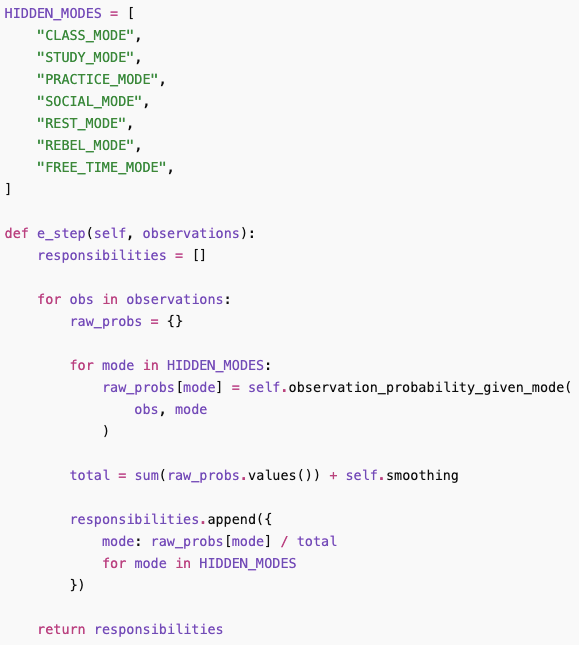 HIDDEN_MODES = [
    "CLASS_MODE",
    "STUDY_MODE",
    "PRACTICE_MODE",
    "SOCIAL_MODE",
    "REST_MODE",
    "REBEL_MODE",
    "FREE_TIME_MODE",
]

def e_step(self, observations):
    responsibilities = []

    for obs in observations:
        raw_probs = {}

        for mode in HIDDEN_MODES:
            raw_probs[mode] = self.observation_probability_given_mode(
                obs, mode
            )

        total = sum(raw_probs.values()) + self.smoothing

        responsibilities.append({
            mode: raw_probs[mode] / total
            for mode in HIDDEN_MODES
        })

    return responsibilities